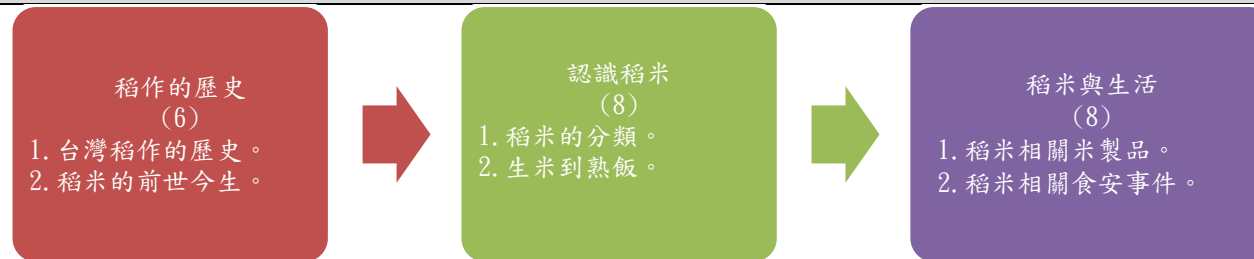 稻作的歷史
(6)
1.台灣稻作的歷史。
2.稻米的前世今生。
認識稻米
(8)
1.稻米的分類。
2.生米到熟飯。
稻米與生活
(8)
1.稻米相關米製品。
2.稻米相關食安事件。